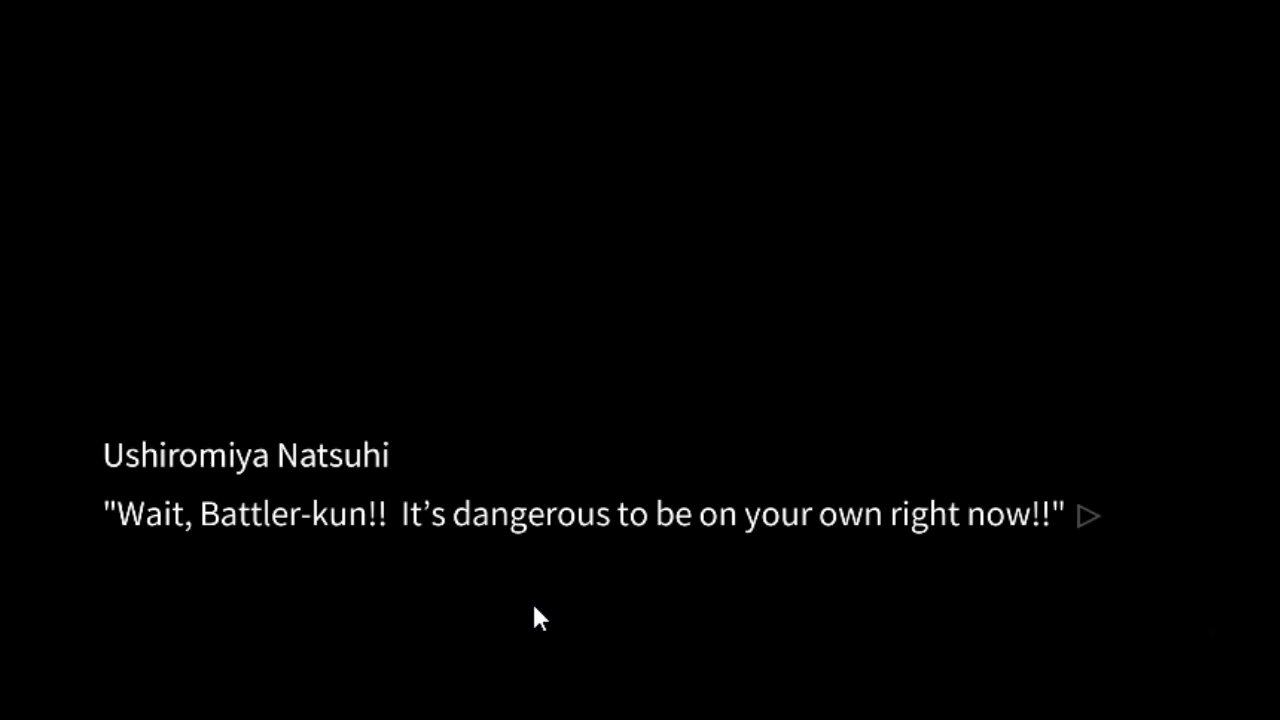 Ushiromiya Natsuhi
"Wait, Battler-kun!!  It’s dangerous to be on your own right now!!"